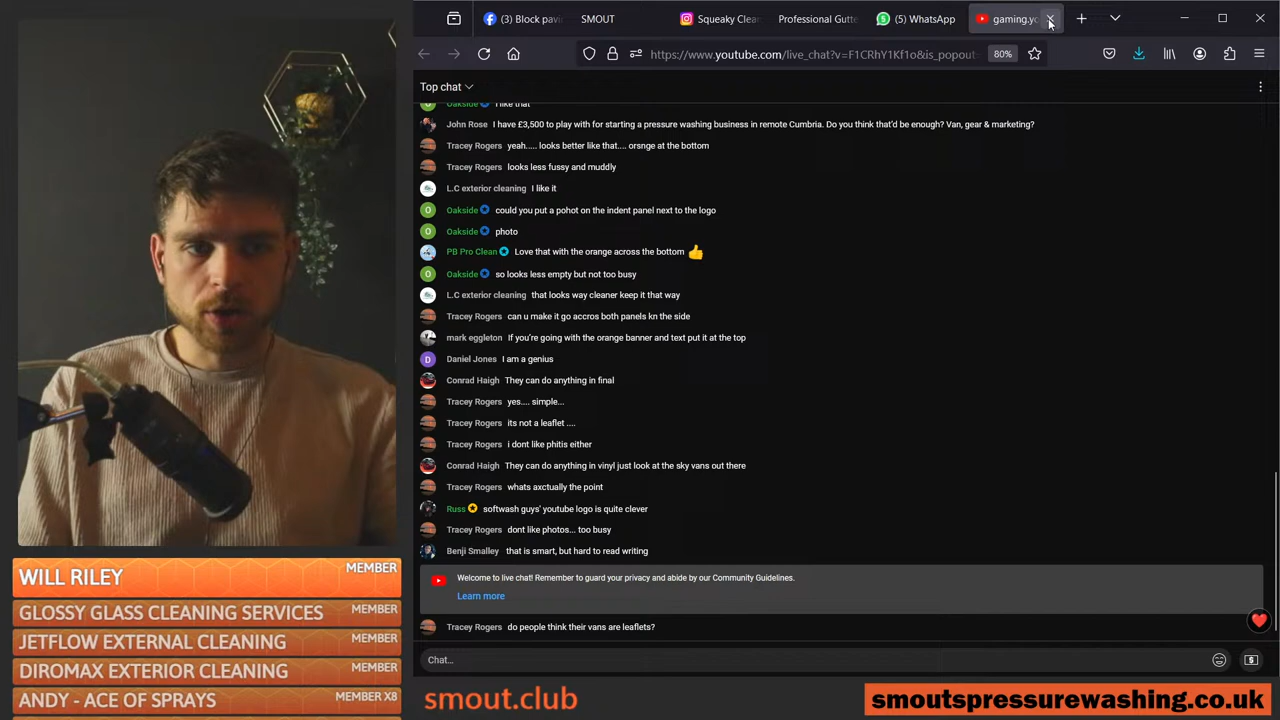 (3) Block pavi
SMOUT
Squeaky Clea
Professional Gutte
(5) WhatsApp
gaming.yo
https://www.youtube.com/live_chat?v=F1CRhY1Kf1o&is_popout
80%
Top chat
Oakside I like that
John Rose I have £3,500 to play with for starting a pressure washing business in remote Cumbria. Do you think that'd be enough? Van, gear & marketing?
Tracey Rogers yeah..... looks better like that.... orsnge at the bottom
Tracey Rogers looks less fussy and muddly
L.C exterior cleaning I like it
O Oakside could you put a pohot on the indent panel next to the logo
O Oakside photo
PB Pro Clean Love that with the orange across the bottom 👍
O Oakside so looks less empty but not too busy
L.C exterior cleaning that looks way cleaner keep it that way
Tracey Rogers can u make it go accros both panels kn the side
mark eggleton If you're going with the orange banner and text put it at the top
D Daniel Jones I am a genius
Conrad Haigh They can do anything in final
Tracey Rogers yes.... simple...
Tracey Rogers its not a leaflet ....
Tracey Rogers i dont like phitis either
Conrad Haigh They can do anything in vinyl just look at the sky vans out there
Tracey Rogers whats axctually the point
Russ softwash guys' youtube logo is quite clever
Tracey Rogers dont like photos... too busy
Benji Smalley that is smart, but hard to read writing
Welcome to live chat! Remember to guard your privacy and abide by our Community Guidelines.
Learn more
Tracey Rogers do people think their vans are leaflets?
Chat...
WILL RILEY MEMBER
GLOSSY GLASS CLEANING SERVICES MEMBER
JETFLOW EXTERNAL CLEANING MEMBER
DIROMAX EXTERIOR CLEANING MEMBER
ANDY - ACE OF SPRAYS MEMBER X8
smout.club
smoutspressurewashing.co.uk